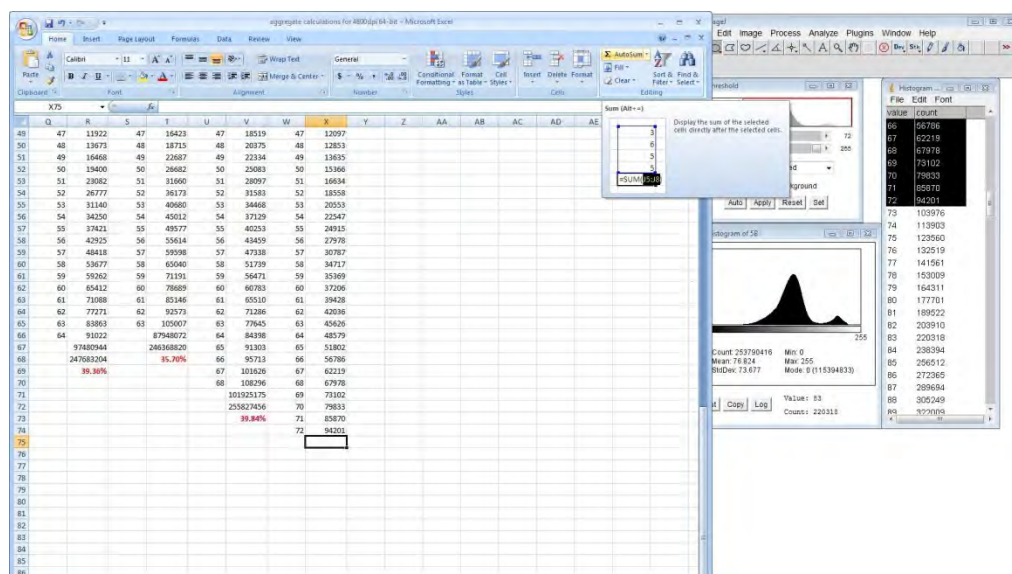 aggregate calculations for 4800dpi 64-bit - Microsoft Excel
Home Insert Page Layout Formulas Data Review View
Calibri 11 A A Wrap Text General AutoSum
Fill
Paste B I U Merge & Center $ % , Conditional Formatting Format as Table Cell Styles Insert Delete Format Clear Sort & Filter Find & Select
Clipboard Font Alignment Number Styles Cells Editing
X75 fx
Sum (Alt+=)
Display the sum of the selected
cells directly after the selected cells.
3
6
5
5
=SUM(J5:J8)
Q R S T U V W X Y Z AA AB AC AD AE
49 47 11922 47 16423 47 18519 47 12097
50 48 13673 48 18715 48 20375 48 12853
51 49 16468 49 22687 49 22334 49 13635
52 50 19400 50 26682 50 25083 50 15366
53 51 23082 51 31660 51 28097 51 16634
54 52 26777 52 36173 52 31583 52 18558
55 53 31140 53 40680 53 34468 53 20553
56 54 34250 54 45012 54 37129 54 22547
57 55 37421 55 49577 55 40253 55 24915
58 56 42925 56 55614 56 43459 56 27978
59 57 48418 57 59598 57 47338 57 30787
60 58 53677 58 65040 58 51739 58 34717
61 59 59262 59 71191 59 56471 59 35369
62 60 65412 60 78689 60 60783 60 37206
63 61 71088 61 85146 61 65510 61 39428
64 62 77271 62 92573 62 71286 62 42036
65 63 83863 63 105007 63 77645 63 45626
66 64 91022 87948072 64 84398 64 48579
67 97480944 246368820 65 91303 65 51802
68 247683204 35.70% 66 95713 66 56786
69 39.36% 67 101626 67 62219
70 68 108296 68 67978
71 101925175 69 73102
72 255827456 70 79833
73 39.84% 71 85870
74 72 94201
75
76
77
78
79
80
81
82
83
84
85
86
Edit Image Process Analyze Plugins Window Help
Dev Stk
72
255
Auto Apply Reset Set
255
Count: 253790416 Min: 0
Mean: 76.824 Max: 255
StdDev: 73.677 Mode: 0 (115394833)
Copy Log Value: 83
Count: 220318
Histogram
File Edit Font
value count
66 56786
67 62219
68 67978
69 73102
70 79833
71 85870
72 94201
73 103976
74 113903
75 123560
76 132519
77 141561
78 153009
79 164311
80 177701
81 189522
82 203910
83 220318
84 238394
85 256512
86 272365
87 289694
88 305249
89 322009